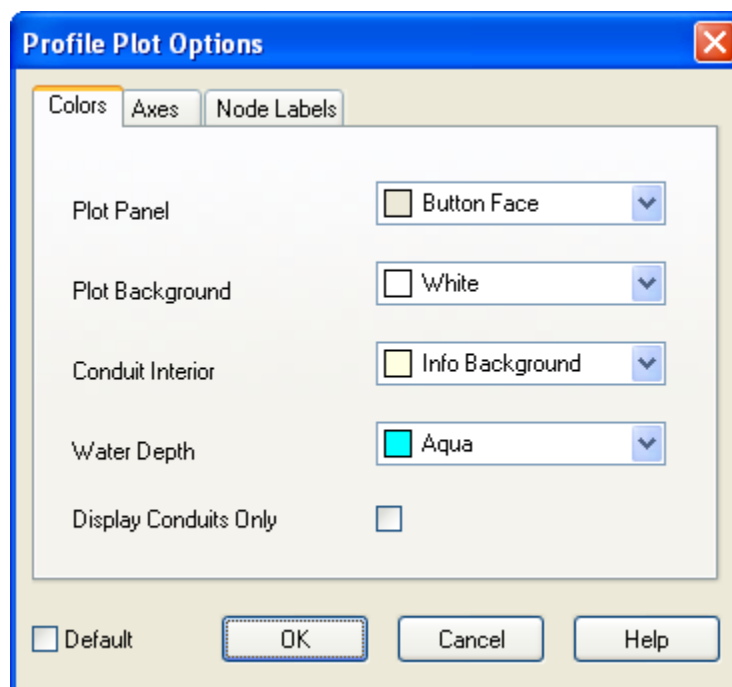 Profile Plot Options
Colors Axes Node Labels
Plot Panel Button Face
Plot Background White
Conduit Interior Info Background
Water Depth Aqua
Display Conduits Only
Default OK Cancel Help